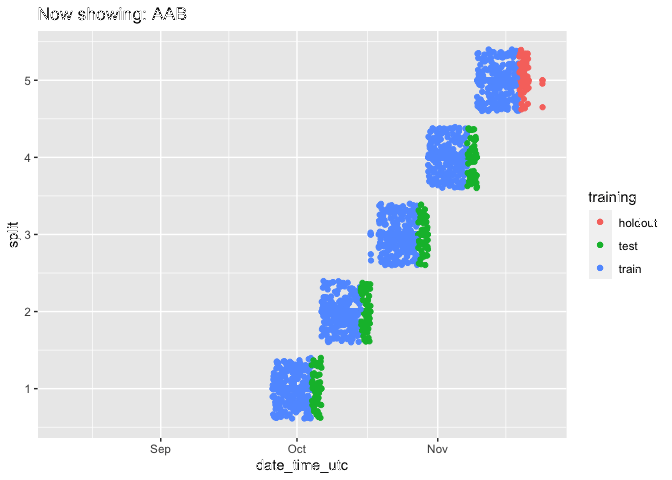 Now showing: AAB
5
4
3
2
1
split
Sep
Oct
Nov
date_time_utc
training
holdout
test
train